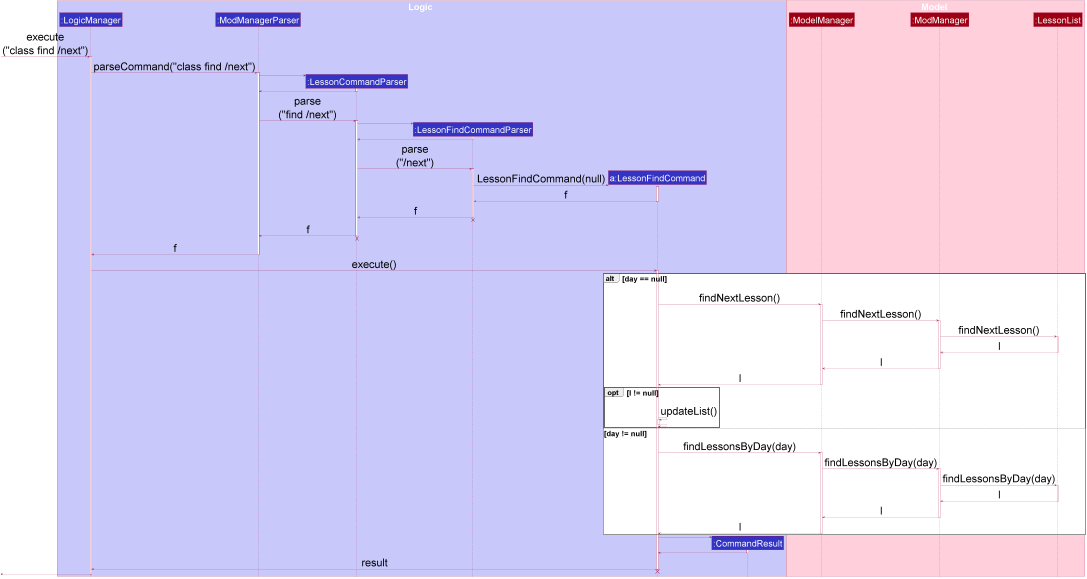 Logic
Model
:LogicManager
:ModManagerParser
:ModelManager
:ModManager
:LessonList
execute
("class find /next")
parseCommand("class find /next")
:LessonCommandParser
parse
("find /next")
:LessonFindCommandParser
parse
("/next")
LessonFindCommand(null)
a:LessonFindCommand
f
f
f
f
execute()
alt
[day == null]
findNextLesson()
findNextLesson()
findNextLesson()
l
l
l
opt
[l != null]
updateList()
[day != null]
findLessonsByDay(day)
findLessonsByDay(day)
findLessonsByDay(day)
l
l
l
:CommandResult
result